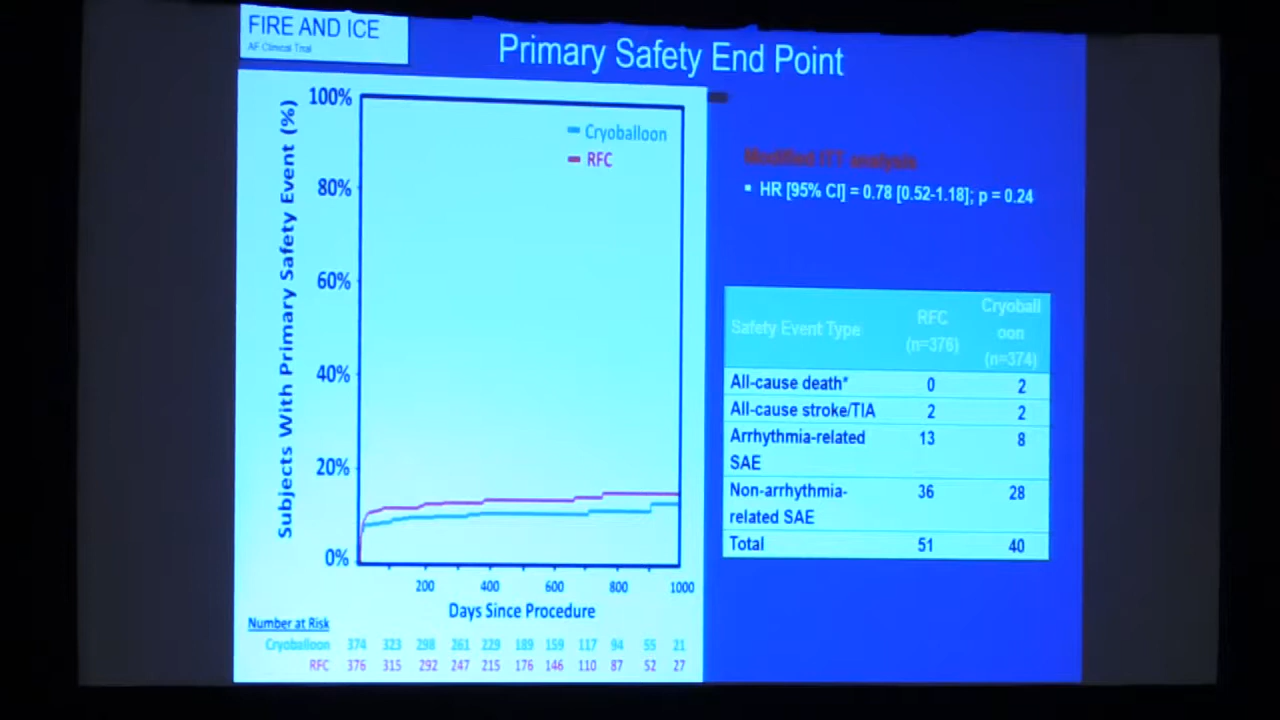 FIRE AND ICE
AF Clinical Trial
Primary Safety End Point
Subjects With Primary Safety Event (%)
100%
80%
60%
40%
20%
0%
Cryoballoon
RFC
200 400 600 800 1000
Days Since Procedure
Number at Risk
Cryoballoon 374 323 298 261 229 189 159 117 94 55 21
RFC 376 315 292 247 215 176 146 110 87 52 27
Modified ITT analysis
▪ HR [95% CI] = 0.78 [0.52-1.18]; p = 0.24
Safety Event Type
RFC
(n=376)
Cryoball
oon
(n=374)
All-cause death* 0 2
All-cause stroke/TIA 2 2
Arrhythmia-related 13 8
SAE
Non-arrhythmia- 36 28
related SAE
Total 51 40